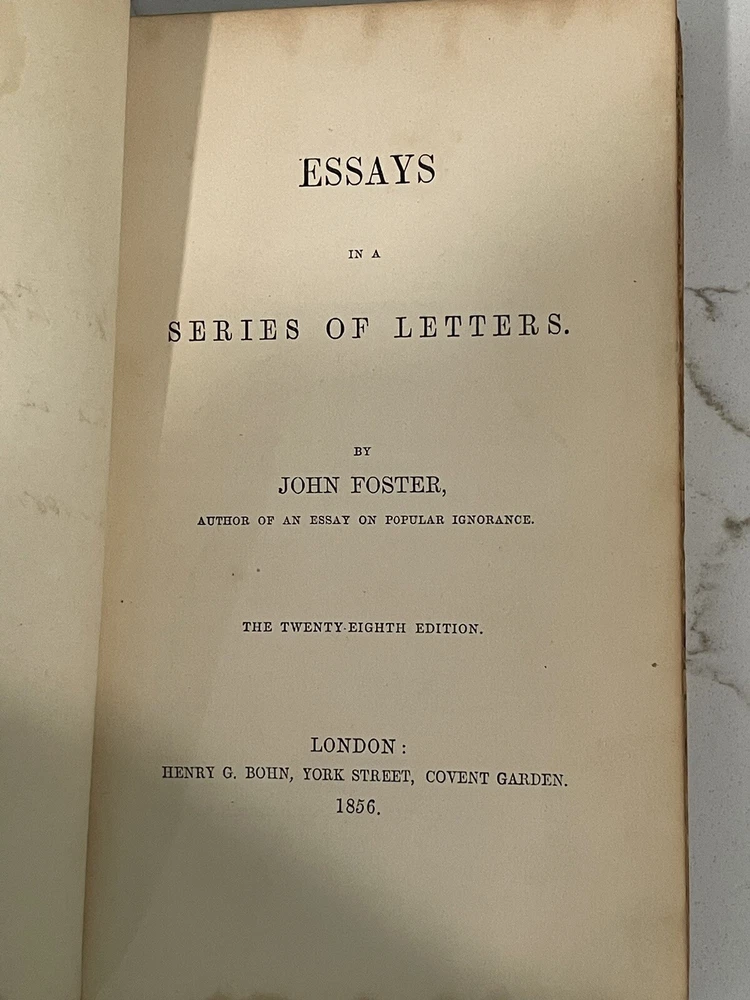 ESSAYS
IN A
SERIES OF LETTERS.
BY
JOHN FOSTER,
AUTHOR OF AN ESSAY ON POPULAR IGNORANCE.
THE TWENTY-EIGHTH EDITION.
LONDON:
HENRY G. BOHN, YORK STREET, COVENT GARDEN.
1856.